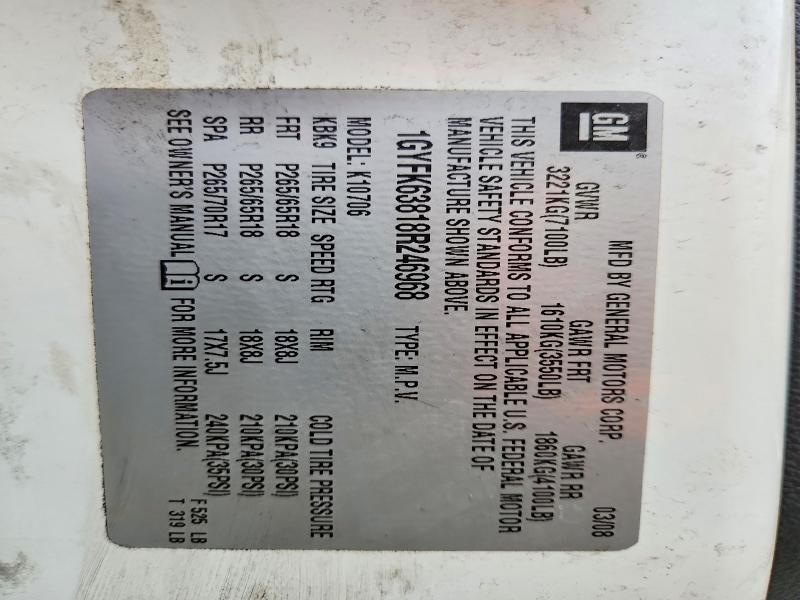 GM ®
MFD BY GENERAL MOTORS CORP. 03/08
GVWR GAWR FRT GAWR RR
3221KG(7100LB) 1610KG(3550LB) 1860KG(4100LB)
THIS VEHICLE CONFORMS TO ALL APPLICABLE U.S. FEDERAL MOTOR
VEHICLE SAFETY STANDARDS IN EFFECT ON THE DATE OF
MANUFACTURE SHOWN ABOVE.
1GYFK63818R246968 TYPE: M.P.V.
MODEL: K10706
KBK9 TIRE SIZE SPEED RTG RIM COLD TIRE PRESSURE
FRT P265/65R18 S 18X8J 210KPA(30PSI)
RR P265/65R18 S 18X8J 210KPA(30PSI)
SPA P265/70R17 S 17X7.5J 240KPA(35PSI)
SEE OWNER'S MANUAL FOR MORE INFORMATION. F 525 LB
T 319 LB